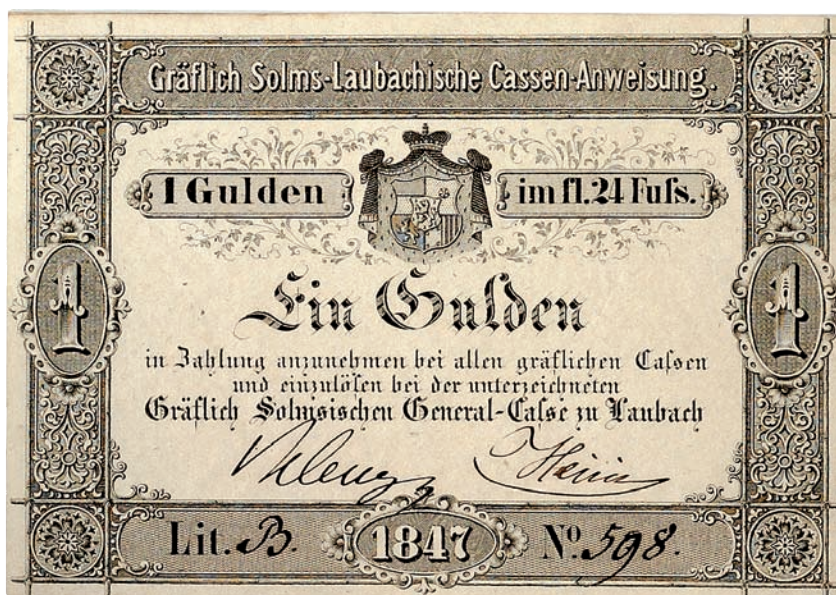 Gräflich Solms-Laubachische Cassen-Anweisung.
1 Gulden im fl. 24 Fuſs.
Ein Gulden
1 1
in Zahlung anzunehmen bei allen gräflichen Caſsen
und einzulöſen bei der unterzeichneten
Gräflich Solmsischen General-Caſse zu Laubach
Lit. B. 1847 No. 598.